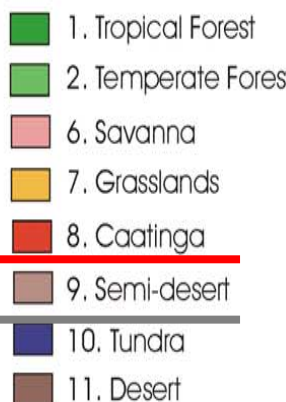 1. Tropical Forest
2. Temperate Fores
6. Savanna
7. Grasslands
8. Caatinga
9. Semi-desert
10. Tundra
11. Desert